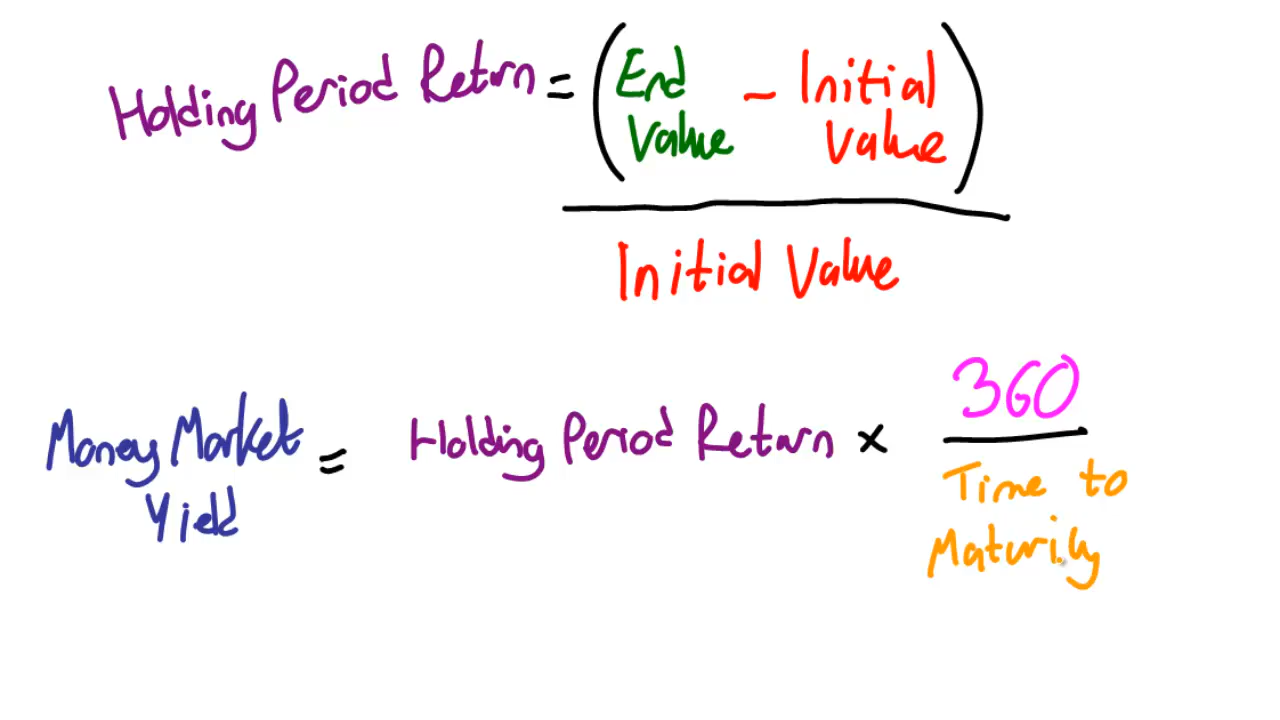 Holding Period Return = (End Value - Initial Value)
Initial Value
Money Market Yield = Holding Period Return × 360
Time to Maturity